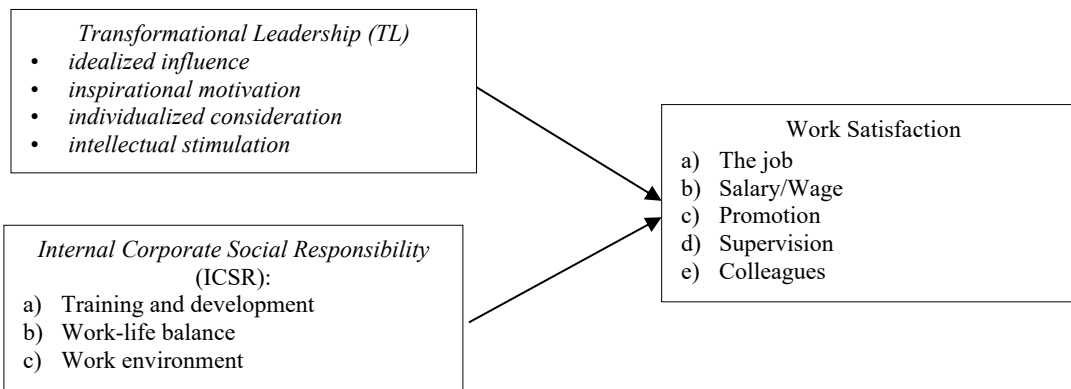 Transformational Leadership (TL)
• idealized influence
• inspirational motivation
• individualized consideration
• intellectual stimulation
Work Satisfaction
a) The job
b) Salary/Wage
c) Promotion
d) Supervision
e) Colleagues
Internal Corporate Social Responsibility
(ICSR):
a) Training and development
b) Work-life balance
c) Work environment